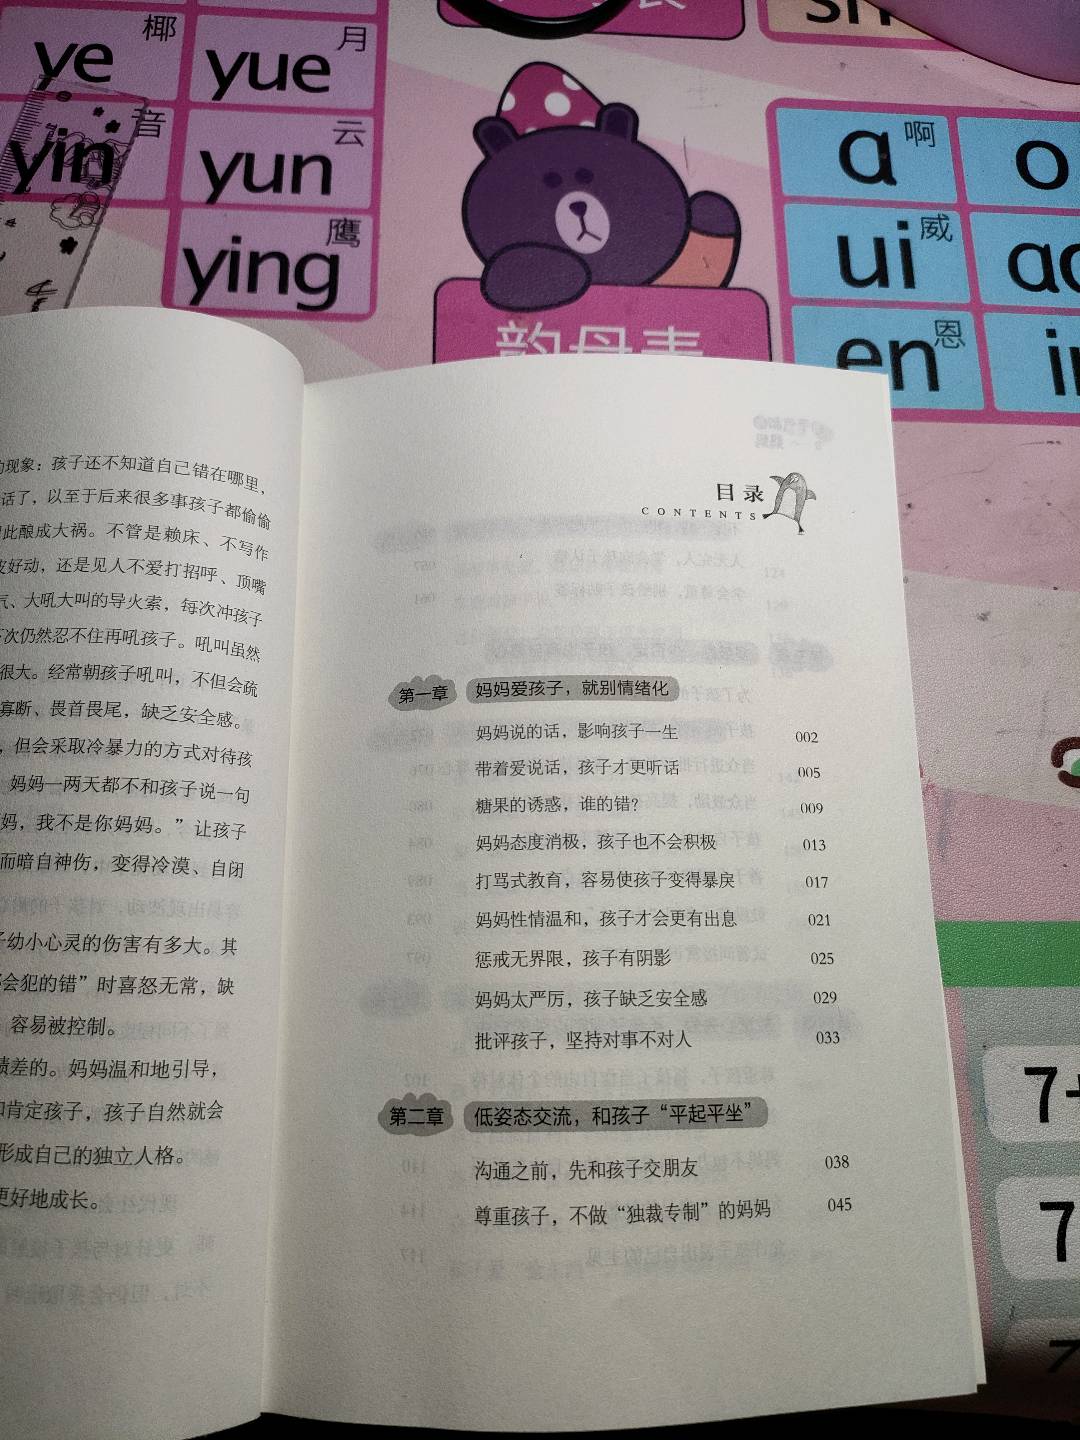 椰
ye
月
yue
音
yin
云
yun
鹰
ying
a
啊
o
ui
威
en
恩
韵母表
的现象：孩子还不知道自己错在哪里，
话了，以至于后来很多事孩子都偷偷
此酿成大祸。不管是赖床、不写作
好动，还是见人不爱打招呼、顶嘴
气、大吼大叫的导火索，每次冲孩子
次仍然忍不住再吼孩子。吼叫虽然
很大。经常朝孩子吼叫，不但会疏
寡断、畏首畏尾，缺乏安全感。
，但会采取冷暴力的方式对待孩
妈妈一两天都不和孩子说一句
妈，我不是你妈妈。”让孩子
而暗自神伤，变得冷漠、自闭
幼小心灵的伤害有多大。其
会犯的错”时喜怒无常，缺
容易被控制。
差的。妈妈温和地引导，
肯定孩子，孩子自然就会
形成自己的独立人格。
更好地成长。
目录
CONTENTS
第一章 妈妈爱孩子，就别情绪化
妈妈说的话，影响孩子一生 002
带着爱说话，孩子才更听话 005
糖果的诱惑，谁的错？ 009
妈妈态度消极，孩子也不会积极 013
打骂式教育，容易使孩子变得暴戾 017
妈妈性情温和，孩子才会更有出息 021
惩戒无界限，孩子有阴影 025
妈妈太严厉，孩子缺乏安全感 029
批评孩子，坚持对事不对人 033
第二章 低姿态交流，和孩子“平起平坐”
沟通之前，先和孩子交朋友 038
尊重孩子，不做“独裁专制”的妈妈 045
7+
7
7